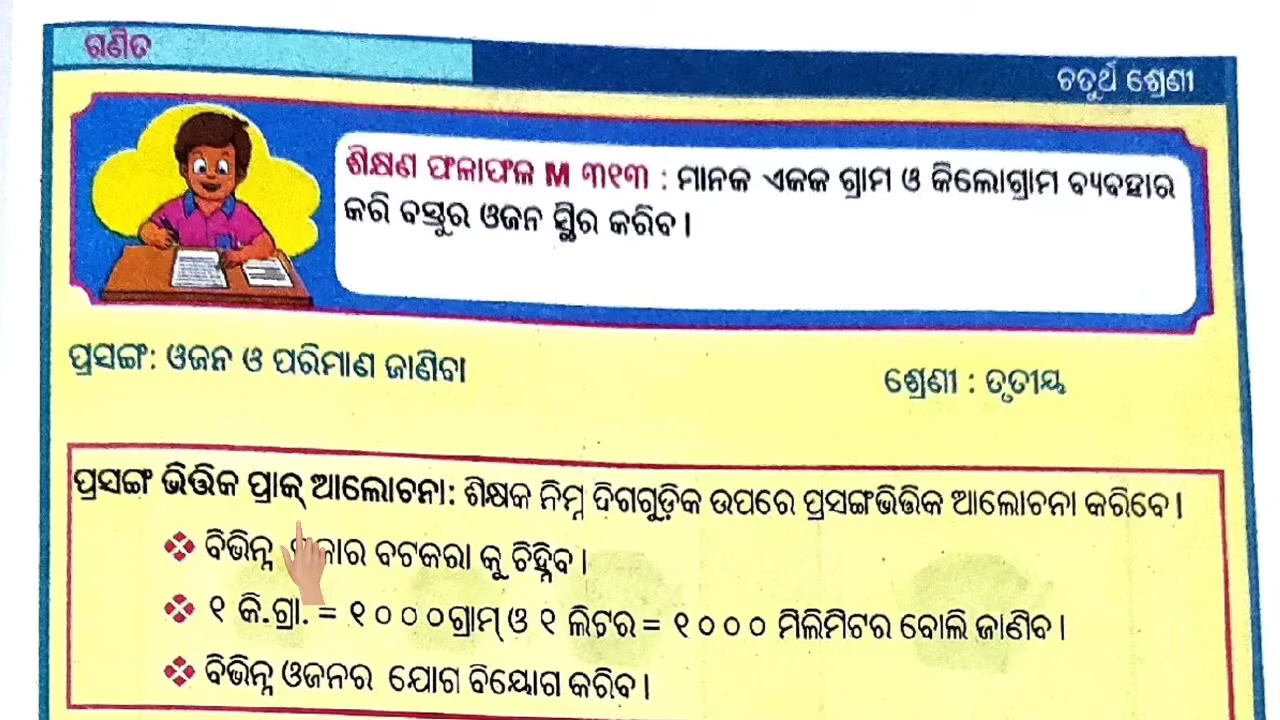 ଗଣିତ
ଚତୁର୍ଥ ଶ୍ରେଣୀ
ଶିକ୍ଷଣ ଫଳାଫଳ M ୩୧୩ : ମାନକ ଏକକ ଗ୍ରାମ ଓ କିଲୋଗ୍ରାମ ବ୍ୟବହାର
କରି ବସ୍ତୁର ଓଜନ ସ୍ଥିର କରିବ।
ପ୍ରସଙ୍ଗ: ଓଜନ ଓ ପରିମାଣ ଜାଣିବା
ଶ୍ରେଣୀ : ତୃତୀୟ
ପ୍ରସଙ୍ଗ ଭିତ୍ତିକ ପ୍ରାକ୍ ଆଲୋଚନା: ଶିକ୍ଷକ ନିମ୍ନ ଦିଗଗୁଡ଼ିକ ଉପରେ ପ୍ରସଙ୍ଗଭିତ୍ତିକ ଆଲୋଚନା କରିବେ।
ବିଭିନ୍ନ ବଟକରା କୁ ଚିହ୍ନିବ।
୧ କି.ଗ୍ରା. = ୧୦୦୦ଗ୍ରାମ୍ ଓ ୧ ଲିଟର = ୧୦୦୦ ମିଲିମିଟର ବୋଲି ଜାଣିବ।
ବିଭିନ୍ନ ଓଜନର ଯୋଗ ବିୟୋଗ କରିବ।